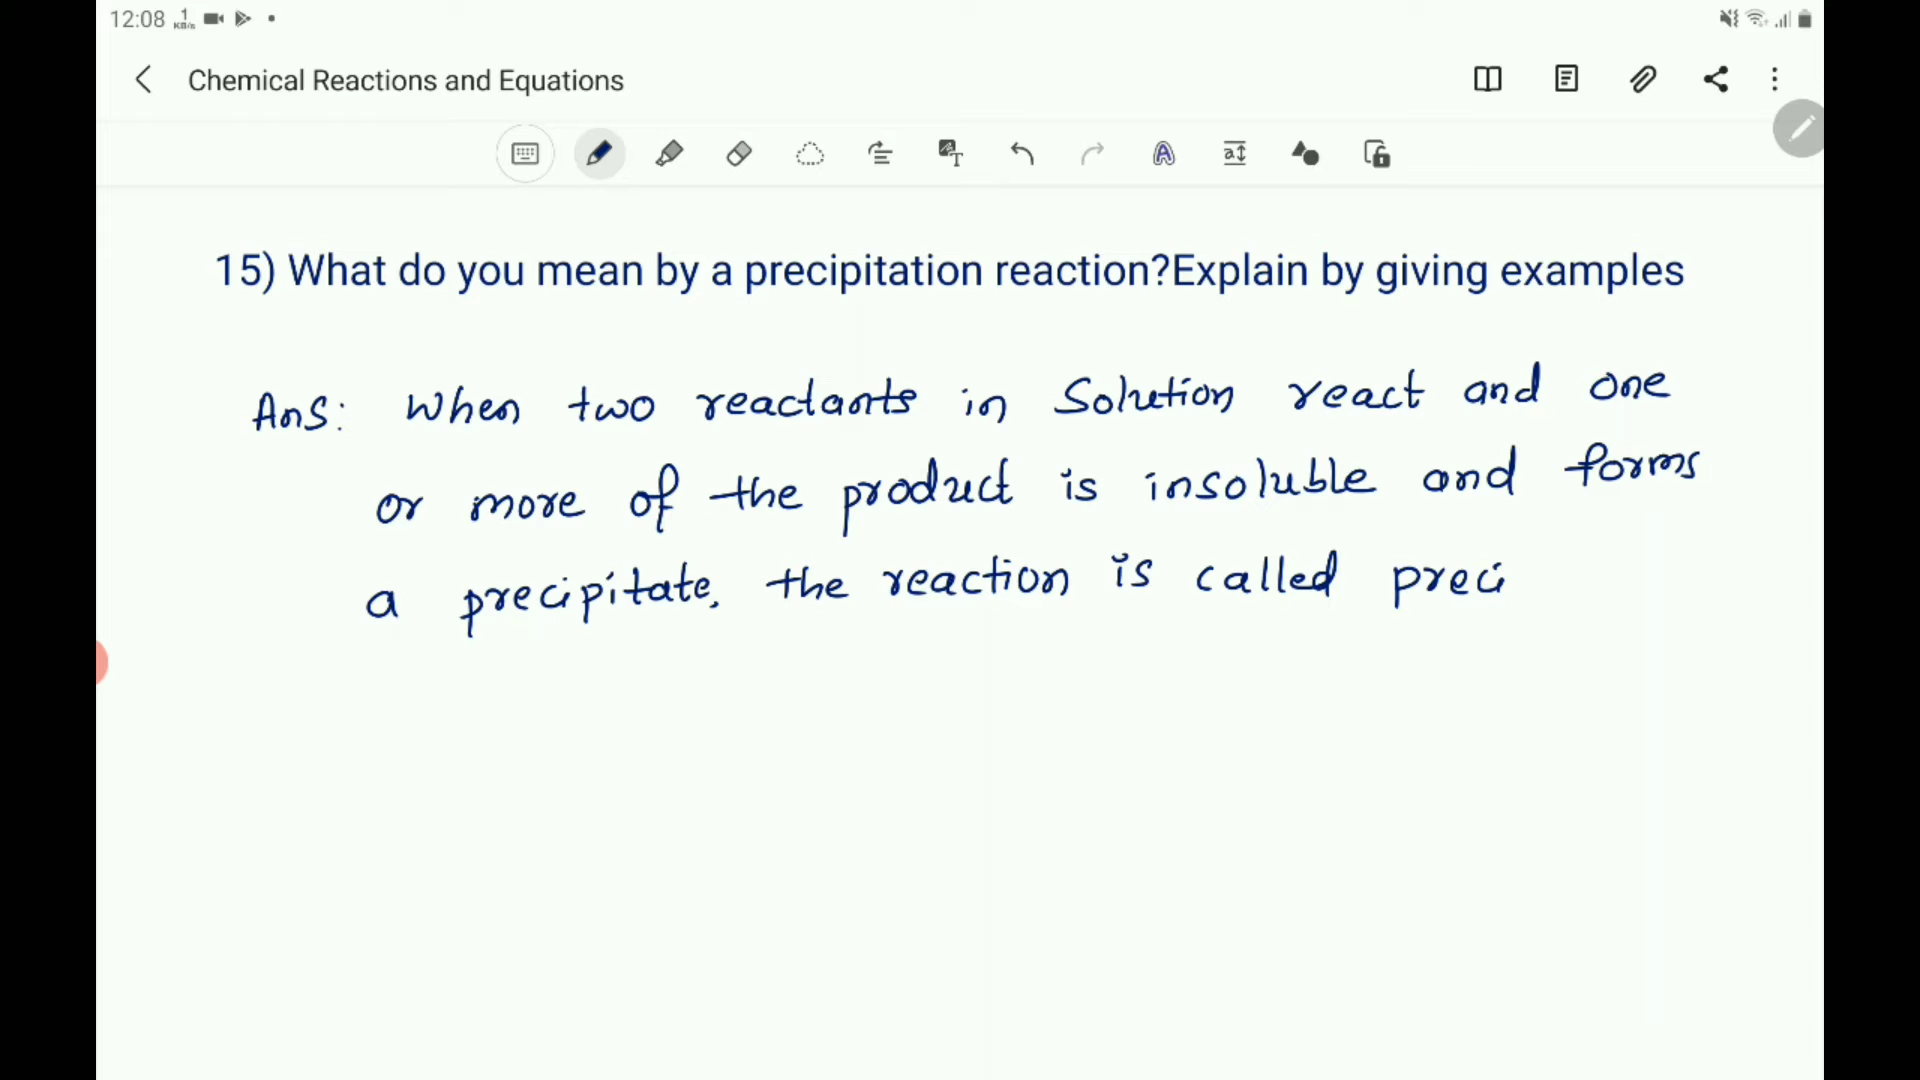 12:08 1 KB/s
Chemical Reactions and Equations
15) What do you mean by a precipitation reaction?Explain by giving examples
Ans: When two reactants in Solution react and one
or more of the product is insoluble and forms
a precipitate, the reaction is called preci